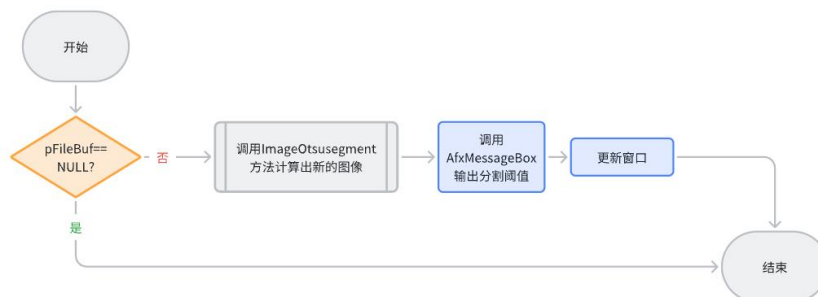 开始
pFileBuf==
NULL?
否
调用ImageOtsusegment
方法计算出新的图像
调用
AfxMessageBox
输出分割阈值
更新窗口
是
结束